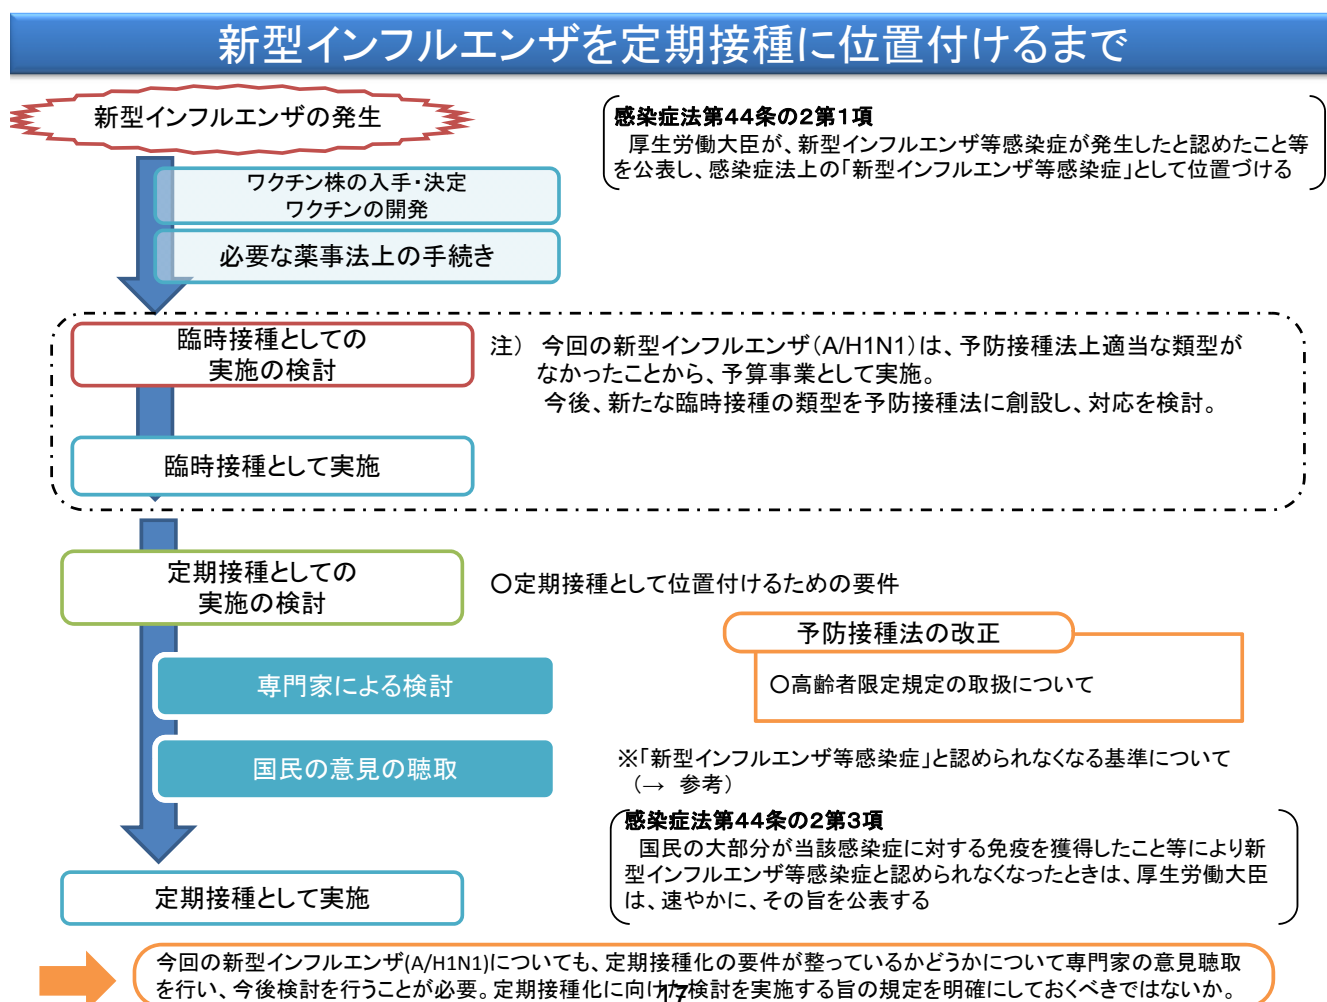 新型インフルエンザを定期接種に位置付けるまで
新型インフルエンザの発生
感染症法第44条の2第1項
厚生労働大臣が、新型インフルエンザ等感染症が発生したと認めたこと等
を公表し、感染症法上の「新型インフルエンザ等感染症」として位置づける
ワクチン株の入手・決定
ワクチンの開発
必要な薬事法上の手続き
臨時接種としての
実施の検討
注） 今回の新型インフルエンザ（A/H1N1）は、予防接種法上適当な類型が
なかったことから、予算事業として実施。
今後、新たな臨時接種の類型を予防接種法に創設し、対応を検討。
臨時接種として実施
定期接種としての
実施の検討
〇定期接種として位置付けるための要件
予防接種法の改正
〇高齢者限定規定の取扱について
専門家による検討
国民の意見の聴取
※「新型インフルエンザ等感染症」と認められなくなる基準について
（→ 参考）
感染症法第44条の2第3項
国民の大部分が当該感染症に対する免疫を獲得したこと等により新
型インフルエンザ等感染症と認められなくなったときは、厚生労働大臣
は、速やかに、その旨を公表する
定期接種として実施
今回の新型インフルエンザ(A/H1N1)についても、定期接種化の要件が整っているかどうかについて専門家の意見聴取
を行い、今後検討を行うことが必要。定期接種化に向けた検討を実施する旨の規定を明確にしておくべきではないか。
17